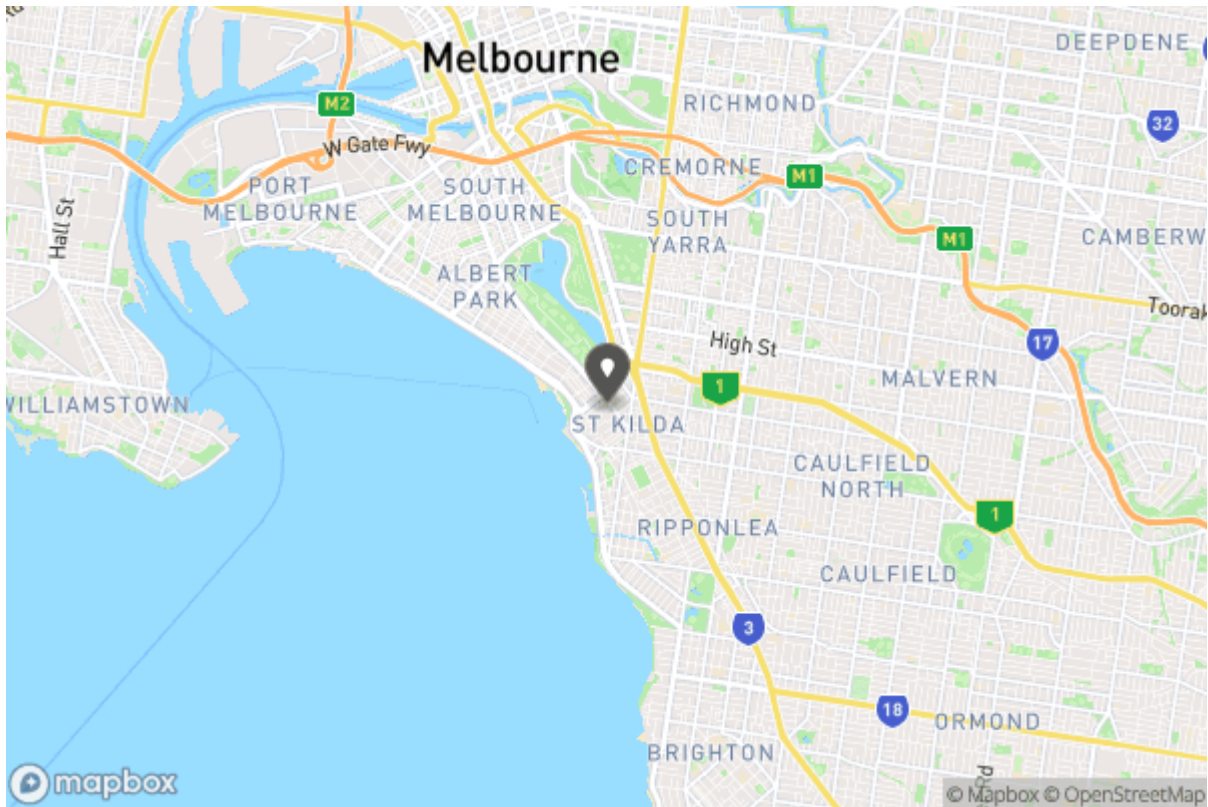 Melbourne
DEEPDENE
RICHMOND
M2
32
W Gate Fwy
CREMORNE
M1
PORT
MELBOURNE
SOUTH
MELBOURNE
SOUTH
YARRA
Hall St
M1
CAMBERW
ALBERT
PARK
Toorak
High St
17
1
MALVERN
WILLIAMSTOWN
ST KILDA
CAULFIELD
NORTH
1
RIPPONLEA
CAULFIELD
3
18
ORMOND
BRIGHTON
Rd
mapbox
© Mapbox © OpenStreetMap